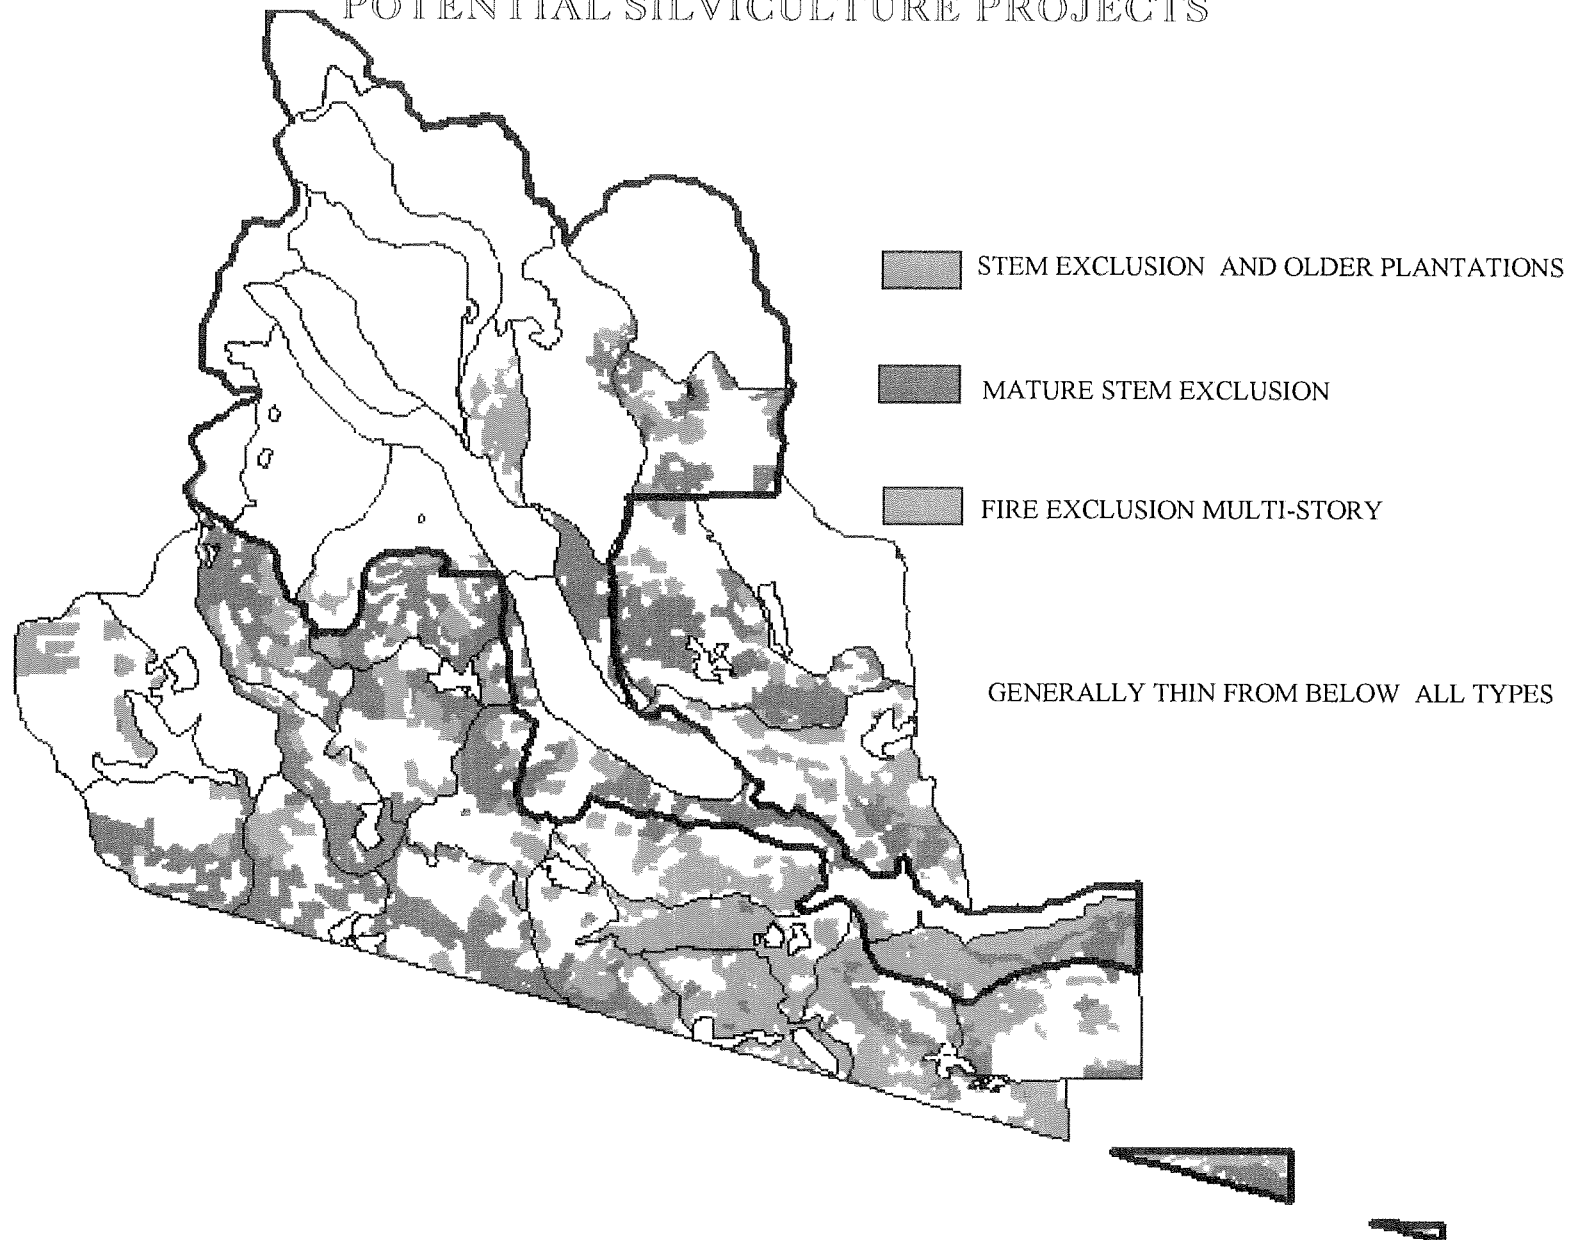 POTENTIAL SILVICULTURE PROJECTS
STEM EXCLUSION AND OLDER PLANTATIONS
MATURE STEM EXCLUSION
FIRE EXCLUSION MULTI-STORY
GENERALLY THIN FROM BELOW ALL TYPES